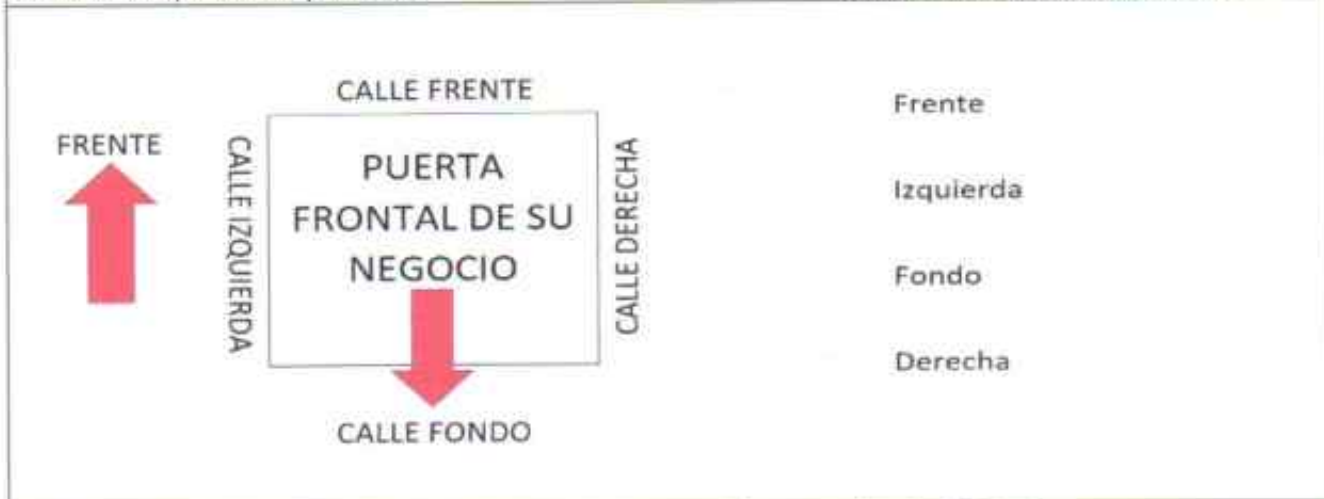 CALLE FRENTE
FRENTE
CALLE IZQUIERDA
PUERTA
FRONTAL DE SU
NEGOCIO
CALLE DERECHA
CALLE FONDO
Frente
Izquierda
Fondo
Derecha